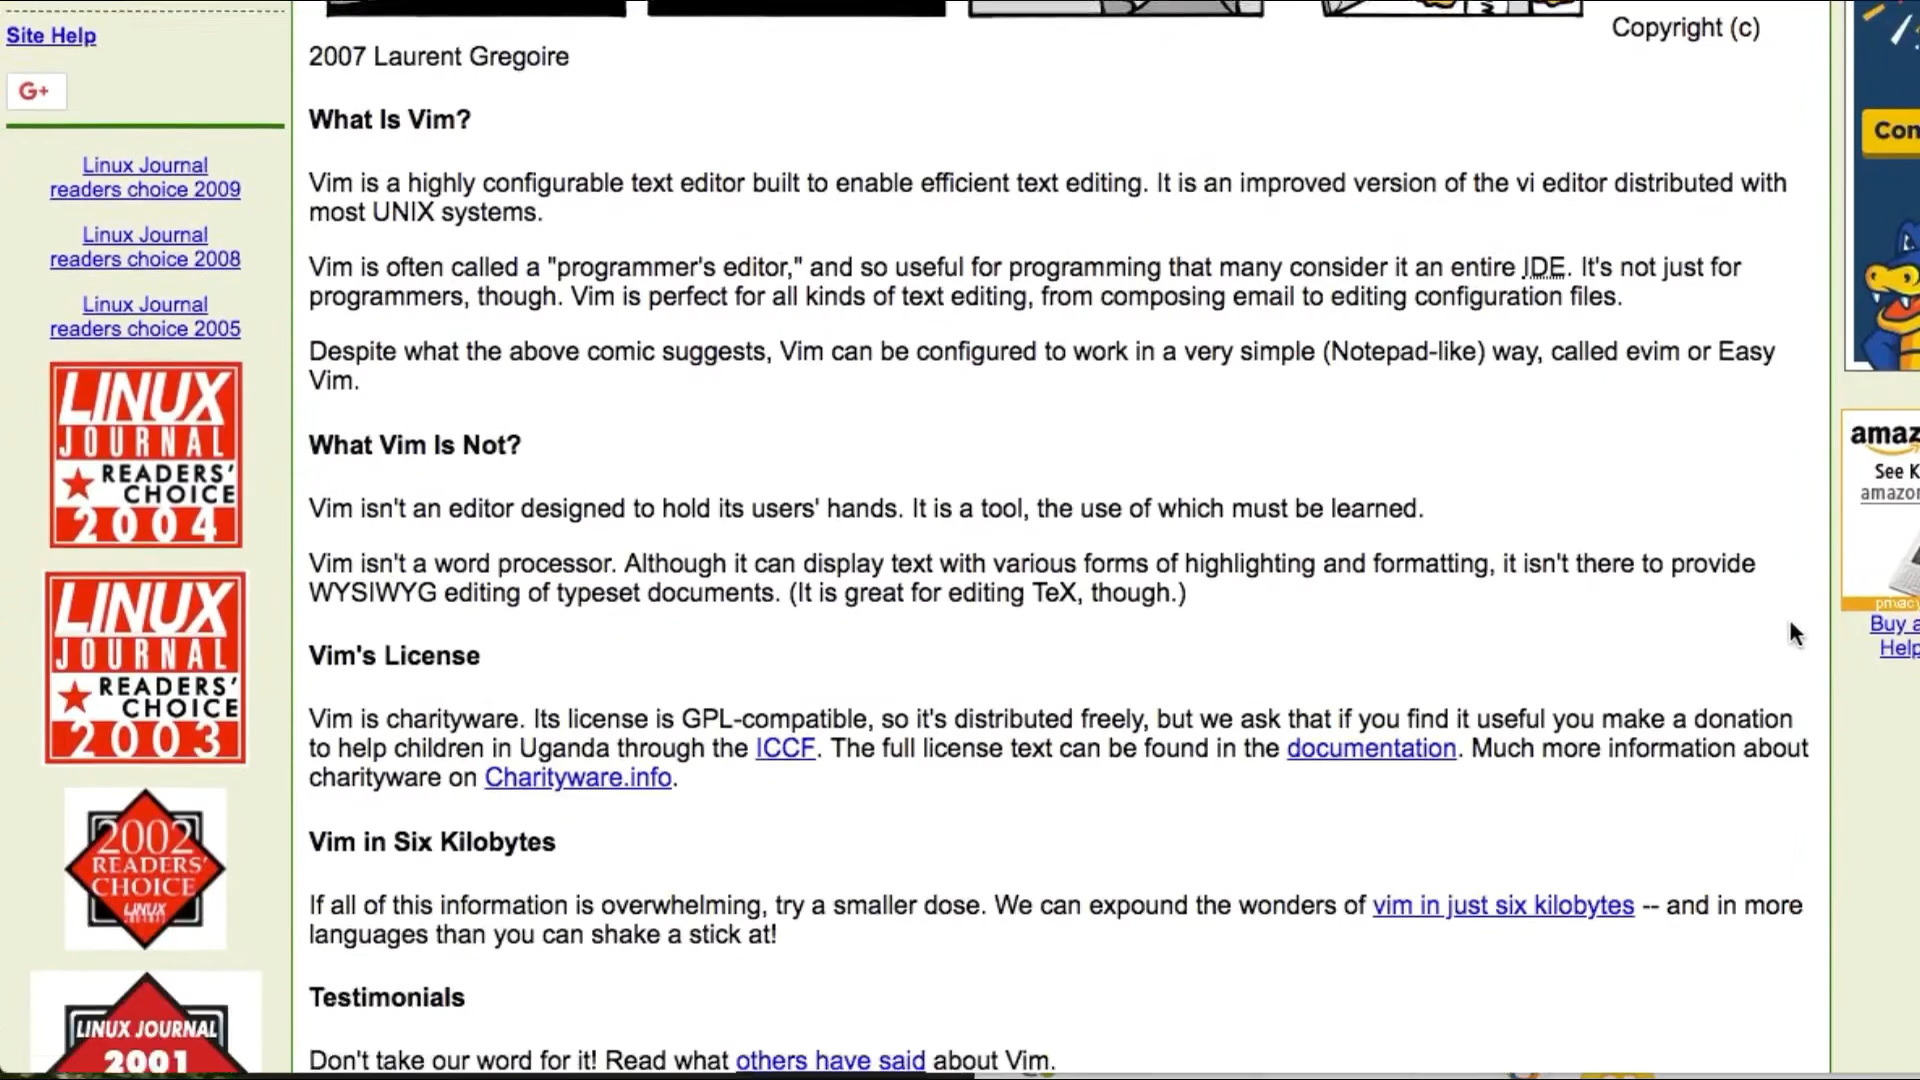 Site Help
G+
Linux Journal
readers choice 2009
Linux Journal
readers choice 2008
Linux Journal
readers choice 2005
LINUX
JOURNAL
READERS'
CHOICE
2004
LINUX
JOURNAL
READERS'
CHOICE
2003
2002
READERS'
CHOICE
LINUX
LINUX JOURNAL
2001
Copyright (c)
2007 Laurent Gregoire
What Is Vim?
Vim is a highly configurable text editor built to enable efficient text editing. It is an improved version of the vi editor distributed with
most UNIX systems.
Vim is often called a "programmer's editor," and so useful for programming that many consider it an entire IDE. It's not just for
programmers, though. Vim is perfect for all kinds of text editing, from composing email to editing configuration files.
Despite what the above comic suggests, Vim can be configured to work in a very simple (Notepad-like) way, called evim or Easy
Vim.
What Vim Is Not?
Vim isn't an editor designed to hold its users' hands. It is a tool, the use of which must be learned.
Vim isn't a word processor. Although it can display text with various forms of highlighting and formatting, it isn't there to provide
WYSIWYG editing of typeset documents. (It is great for editing TeX, though.)
Vim's License
Vim is charityware. Its license is GPL-compatible, so it's distributed freely, but we ask that if you find it useful you make a donation
to help children in Uganda through the ICCF. The full license text can be found in the documentation. Much more information about
charityware on Charityware.info.
Vim in Six Kilobytes
If all of this information is overwhelming, try a smaller dose. We can expound the wonders of vim in just six kilobytes -- and in more
languages than you can shake a stick at!
Testimonials
Don't take our word for it! Read what others have said about Vim.
Con
amaz
See K
amazon
privacy
Buy a
Help